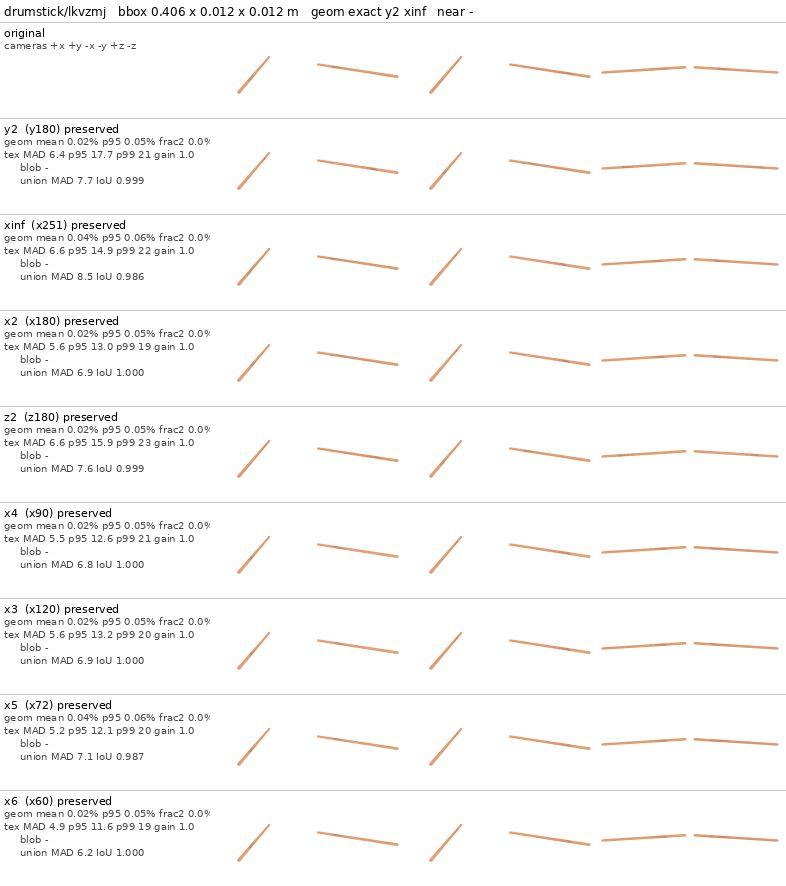 drumstick/lkvzmj bbox 0.406 x 0.012 x 0.012 m geom exact y2 xinf near -
original
cameras +x +y -x -y +z -z
y2 (y180) preserved
geom mean 0.02% p95 0.05% frac2 0.0%
tex MAD 6.4 p95 17.7 p99 21 gain 1.0
blob -
union MAD 7.7 IoU 0.999
xinf (x251) preserved
geom mean 0.04% p95 0.06% frac2 0.0%
tex MAD 6.6 p95 14.9 p99 22 gain 1.0
blob -
union MAD 8.5 IoU 0.986
x2 (x180) preserved
geom mean 0.02% p95 0.05% frac2 0.0%
tex MAD 5.6 p95 13.0 p99 19 gain 1.0
blob -
union MAD 6.9 IoU 1.000
z2 (z180) preserved
geom mean 0.02% p95 0.05% frac2 0.0%
tex MAD 6.6 p95 15.9 p99 23 gain 1.0
blob -
union MAD 7.6 IoU 0.999
x4 (x90) preserved
geom mean 0.02% p95 0.05% frac2 0.0%
tex MAD 5.5 p95 12.6 p99 21 gain 1.0
blob -
union MAD 6.8 IoU 1.000
x3 (x120) preserved
geom mean 0.02% p95 0.05% frac2 0.0%
tex MAD 5.6 p95 13.2 p99 20 gain 1.0
blob -
union MAD 6.9 IoU 1.000
x5 (x72) preserved
geom mean 0.04% p95 0.06% frac2 0.0%
tex MAD 5.2 p95 12.1 p99 20 gain 1.0
blob -
union MAD 7.1 IoU 0.987
x6 (x60) preserved
geom mean 0.02% p95 0.05% frac2 0.0%
tex MAD 4.9 p95 11.6 p99 19 gain 1.0
blob -
union MAD 6.2 IoU 1.000